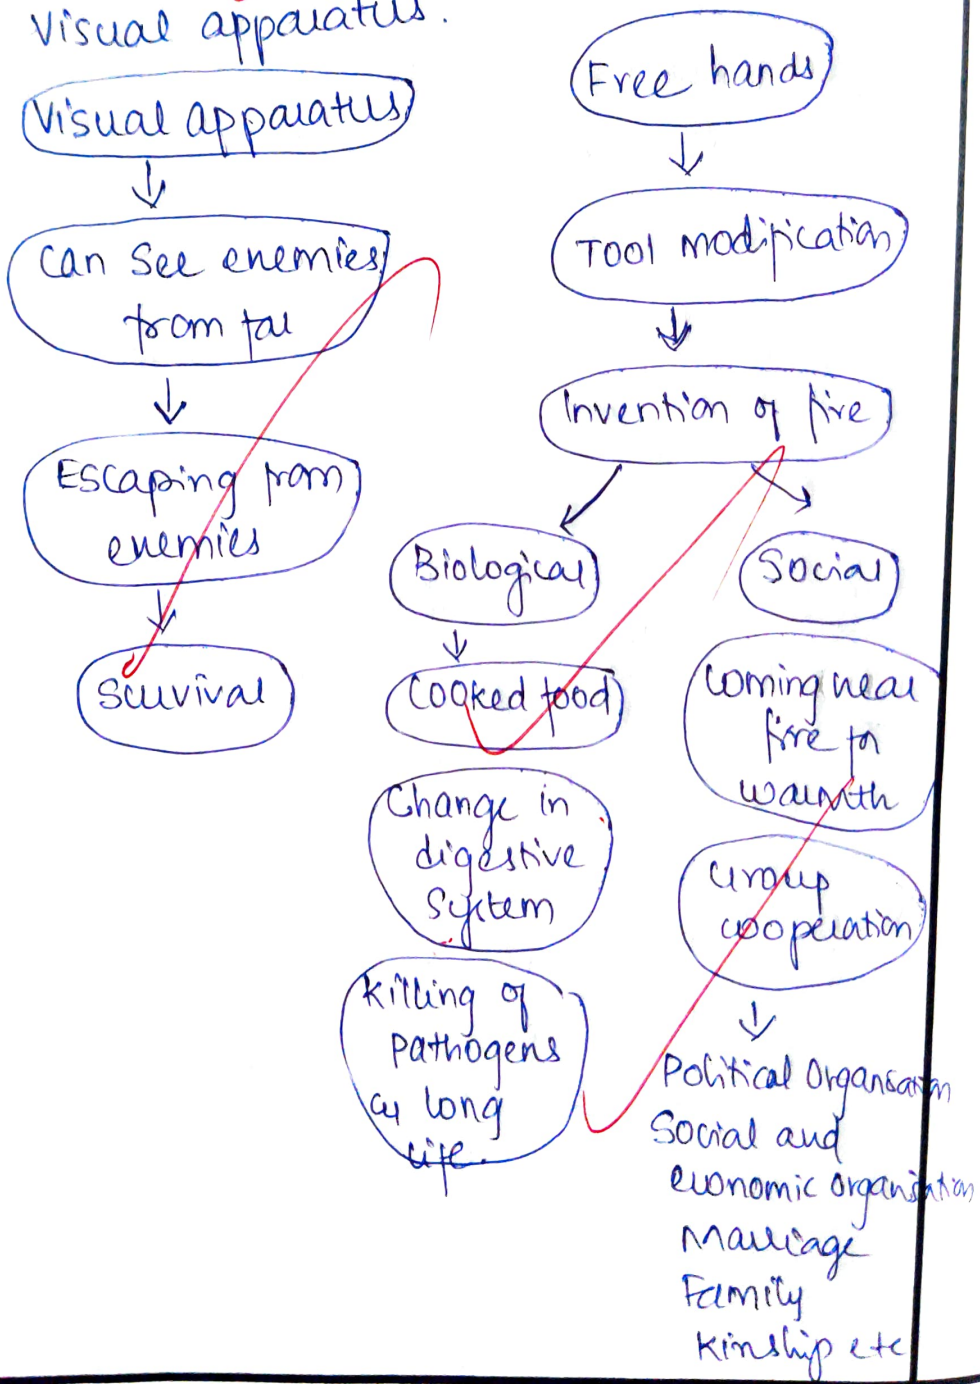 Visual apparatus.
Visual apparatus
can see enemies
from far
Escaping from
enemies
Survival
Free hands
Tool modification
Invention of fire
Biological
Cooked food
Change in
digestive
system
Killing of
pathogens
long
life.
Social
Coming near
fire for
warmth
Group
cooperation
Political Organisation
Social and
economic organisation
Marriage
Family
Kinship etc